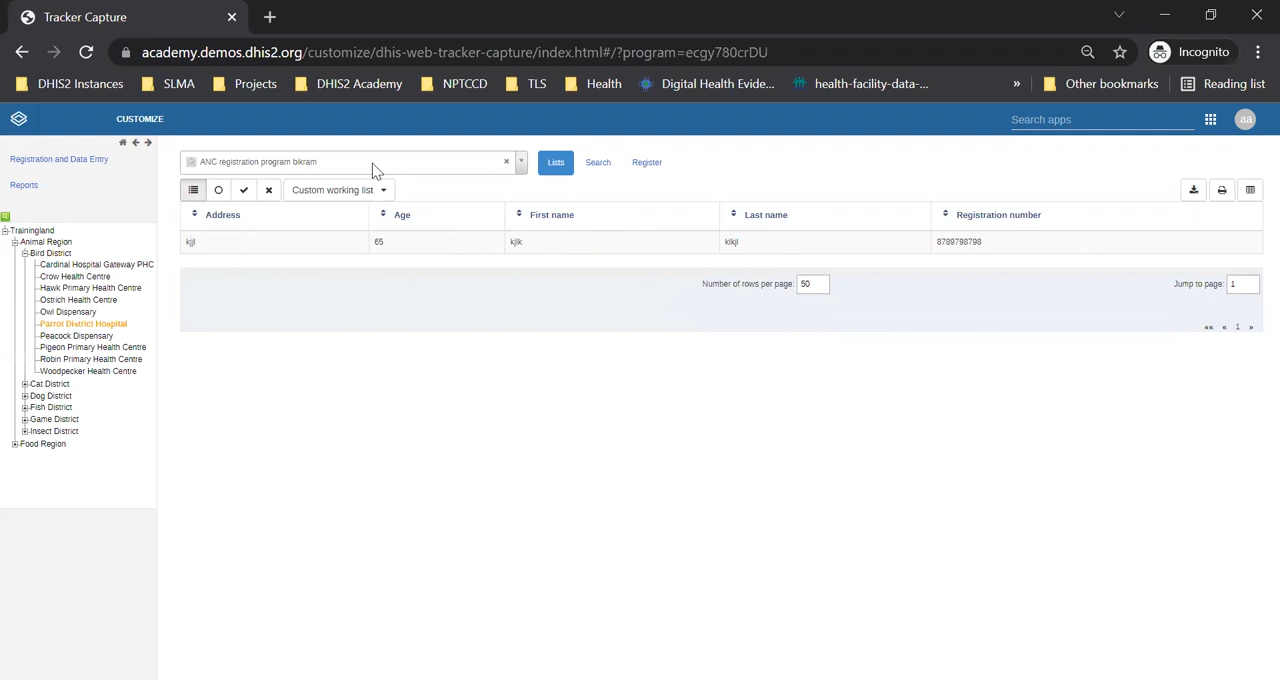 Tracker Capture
academy.demos.dhis2.org/customize/dhis-web-tracker-capture/index.html#/?program=ecgy780crDU
Incognito
DHIS2 Instances SLMA Projects DHIS2 Academy NPTCCD TLS Health Digital Health Evide... health-facility-data-... » Other bookmarks Reading list
CUSTOMIZE Search apps aa
Registration and Data Entry
Reports
ANC registration program bikram Lists Search Register
Custom working list
Address Age First name Last name Registration number
kjjl 65 kjlk klkjl 8789798798
Number of rows per page: 50 Jump to page: 1
«« « 1 »
Trainingland
Animal Region
Bird District
Cardinal Hospital Gateway PHC
Crow Health Centre
Hawk Primary Health Centre
Ostrich Health Centre
Owl Dispensary
Parrot District Hospital
Peacock Dispensary
Pigeon Primary Health Centre
Robin Primary Health Centre
Woodpecker Health Centre
Cat District
Dog District
Fish District
Game District
Insect District
Food Region